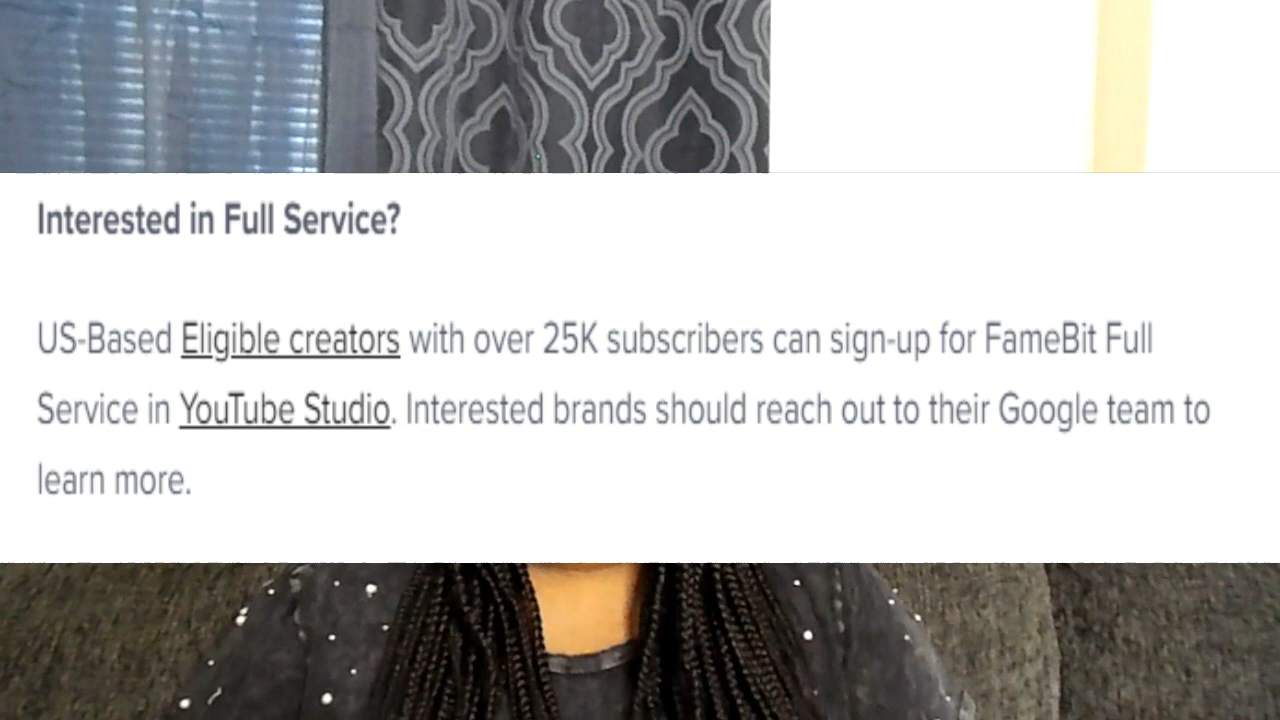 Interested in Full Service?
US-Based Eligible creators with over 25K subscribers can sign-up for FameBit Full
Service in YouTube Studio. Interested brands should reach out to their Google team to
learn more.